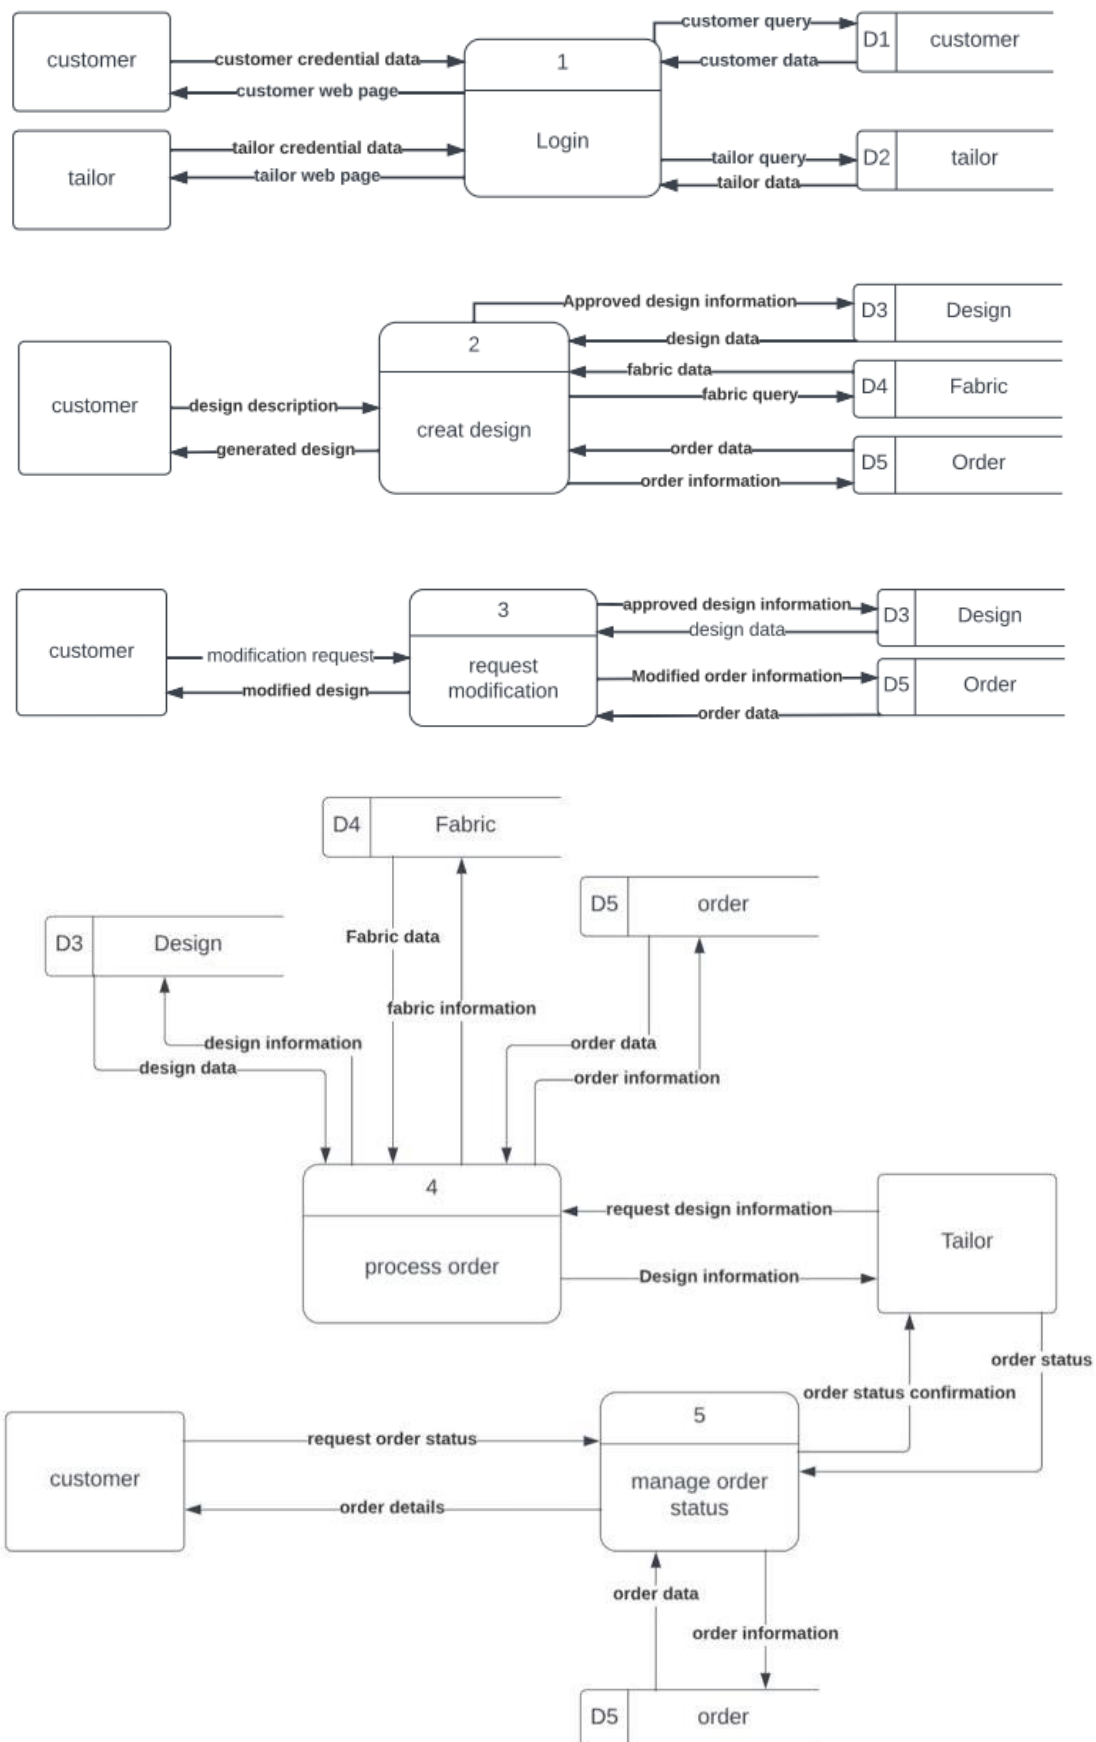 customer
customer credential data
customer web page
1
Login
customer query
customer data
D1
customer
tailor
tailor credential data
tailor web page
tailor query
tailor data
D2
tailor
customer
design description
generated design
2
creat design
Approved design information
design data
D3
Design
fabric data
fabric query
D4
Fabric
order data
order information
D5
Order
customer
modification request
modified design
3
request
modification
approved design information
design data
D3
Design
Modified order information
order data
D5
Order
D4
Fabric
D5
order
D3
Design
Fabric data
fabric information
design information
design data
order data
order information
4
process order
request design information
Design information
Tailor
order status
order status confirmation
customer
request order status
order details
5
manage order
status
order data
order information
D5
order